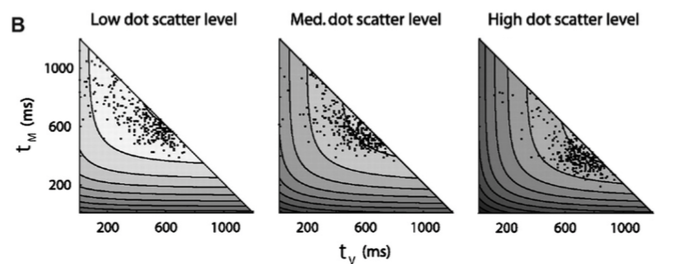 B
Low dot scatter level
Med. dot scatter level
High dot scatter level
t_M (ms)
1000
600
200
200 600 1000
200 600 1000
200 600 1000
t_v (ms)